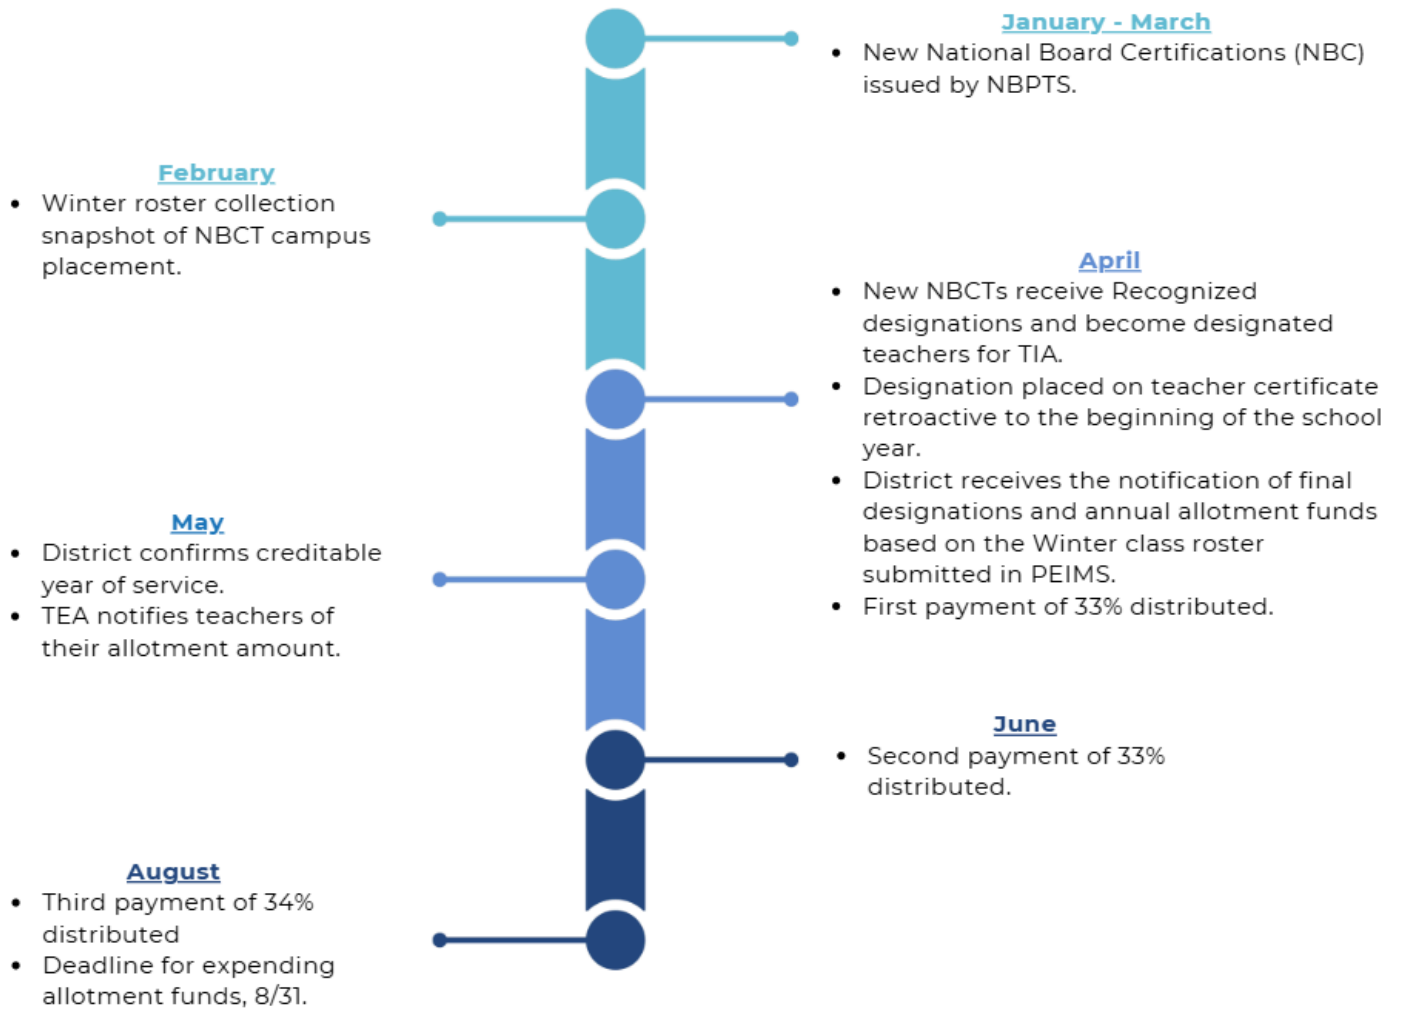 January - March
• New National Board Certifications (NBC)
issued by NBPTS.
February
• Winter roster collection
snapshot of NBCT campus
placement.
April
• New NBCTs receive Recognized
designations and become designated
teachers for TIA.
• Designation placed on teacher certificate
retroactive to the beginning of the school
year.
• District receives the notification of final
designations and annual allotment funds
based on the Winter class roster
submitted in PEIMS.
• First payment of 33% distributed.
May
• District confirms creditable
year of service.
• TEA notifies teachers of
their allotment amount.
June
• Second payment of 33%
distributed.
August
• Third payment of 34%
distributed
• Deadline for expending
allotment funds, 8/31.